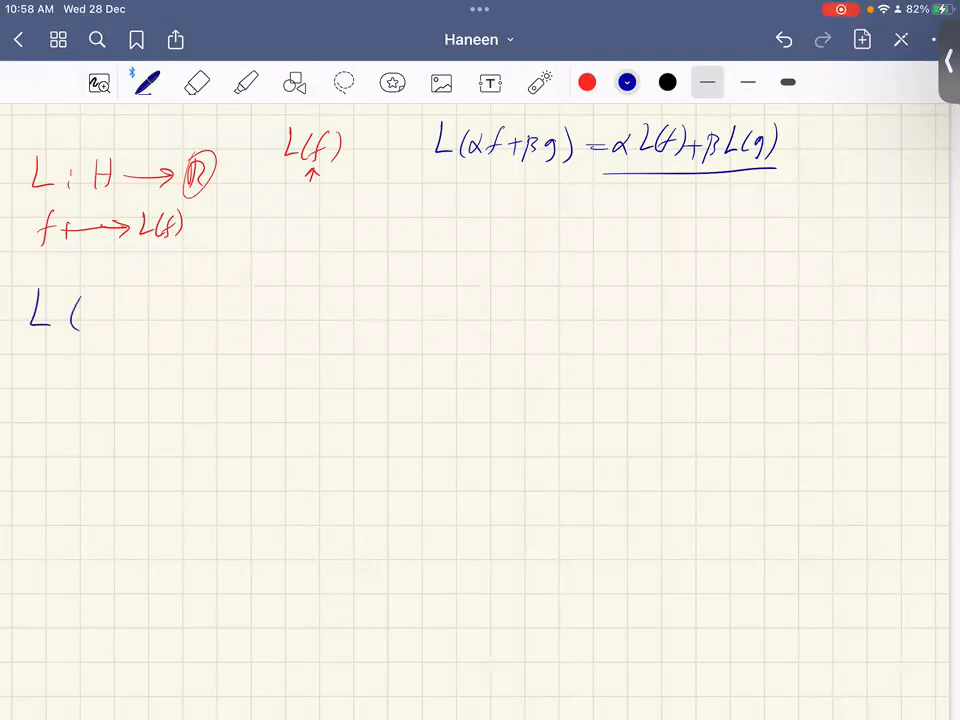 10:58 AM Wed 28 Dec
82%
Haneen
T
L(f)
L(αf+βg) = αL(f)+βL(g)
L : H → ℝ
f ↦ L(f)
L (